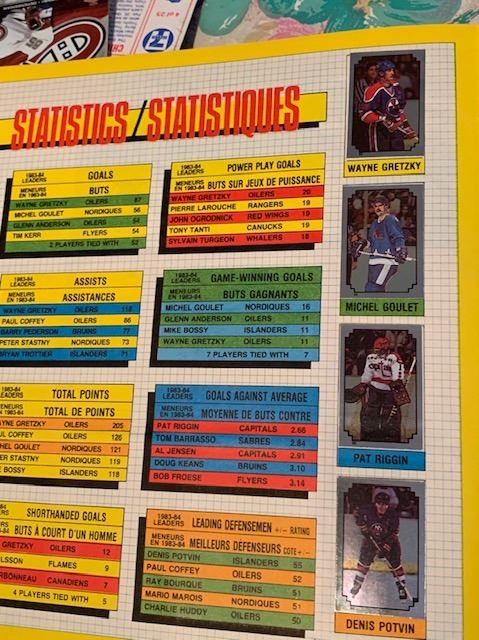 STATISTICS/STATISTIQUES
1983-84 LEADERS GOALS
MENEURS EN 1983-84 BUTS
WAYNE GRETZKY OILERS 87
MICHEL GOULET NORDIQUES 56
GLENN ANDERSON OILERS 54
TIM KERR FLYERS 54
2 PLAYERS TIED WITH 52
1983-84 LEADERS POWER PLAY GOALS
MENEURS EN 1983-84 BUTS SUR JEUX DE PUISSANCE
WAYNE GRETZKY OILERS 20
PIERRE LAROUCHE RANGERS 19
JOHN OGRODNICK RED WINGS 19
TONY TANTI CANUCKS 19
SYLVAIN TURGEON WHALERS 18
WAYNE GRETZKY
1983-84 LEADERS ASSISTS
MENEURS EN 1983-84 ASSISTANCES
WAYNE GRETZKY OILERS 118
PAUL COFFEY OILERS 86
BARRY PEDERSON BRUINS 77
PETER STASTNY NORDIQUES 73
BRYAN TROTTIER ISLANDERS 71
1983-84 LEADERS GAME-WINNING GOALS
MENEURS EN 1983-84 BUTS GAGNANTS
MICHEL GOULET NORDIQUES 16
GLENN ANDERSON OILERS 11
MIKE BOSSY ISLANDERS 11
WAYNE GRETZKY OILERS 11
7 PLAYERS TIED WITH 7
MICHEL GOULET
1983-84 LEADERS TOTAL POINTS
MENEURS EN 1983-84 TOTAL DE POINTS
YNE GRETZKY OILERS 205
UL COFFEY OILERS 126
HEL GOULET NORDIQUES 121
ER STASTNY NORDIQUES 119
E BOSSY ISLANDERS 118
1983-84 LEADERS GOALS AGAINST AVERAGE
MENEURS EN 1983-84 MOYENNE DE BUTS CONTRE
PAT RIGGIN CAPITALS 2.66
TOM BARRASSO SABRES 2.84
AL JENSEN CAPITALS 2.91
DOUG KEANS BRUINS 3.10
BOB FROESE FLYERS 3.14
PAT RIGGIN
SHORTHANDED GOALS
BUTS À COURT D'UN HOMME
GRETZKY OILERS 12
LSSON FLAMES 9
RBONNEAU CANADIENS 7
4 PLAYERS TIED WITH 5
1983-84 LEADERS LEADING DEFENSEMEN +/- RATING
MENEURS EN 1983-84 MEILLEURS DÉFENSEURS COTE +/-
DENIS POTVIN ISLANDERS 55
PAUL COFFEY OILERS 52
RAY BOURQUE BRUINS 51
MARIO MAROIS NORDIQUES 51
CHARLIE HUDDY OILERS 50
DENIS POTVIN